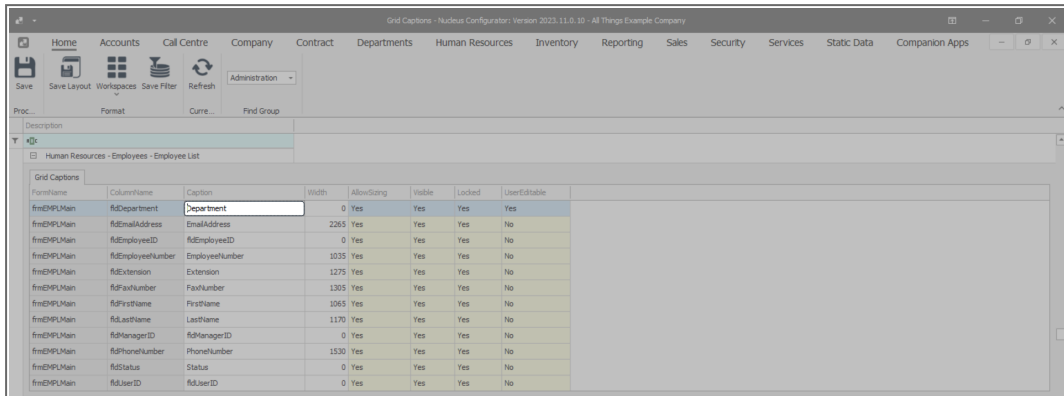 Grid Captions - Nucleus Configurator: Version 2023.11.0.10 - All Things Example Company
Home Accounts Call Centre Company Contract Departments Human Resources Inventory Reporting Sales Security Services Static Data Companion Apps
Save Save Layout Workspaces Save Filter Refresh Administration
Proc... Format Curre... Find Group
Description
Human Resources - Employees - Employee List
Grid Captions
FormName ColumnName Caption Width AllowSizing Visible Locked UserEditable
frmEMPLMain fldDepartment Department 0 Yes Yes Yes Yes
frmEMPLMain fldEmailAddress EmailAddress 2265 Yes Yes Yes No
frmEMPLMain fldEmployeeID fldEmployeeID 0 Yes Yes Yes No
frmEMPLMain fldEmployeeNumber EmployeeNumber 1035 Yes Yes Yes No
frmEMPLMain fldExtension Extension 1275 Yes Yes Yes No
frmEMPLMain fldFaxNumber FaxNumber 1305 Yes Yes Yes No
frmEMPLMain fldFirstName FirstName 1065 Yes Yes Yes No
frmEMPLMain fldLastName LastName 1170 Yes Yes Yes No
frmEMPLMain fldManagerID fldManagerID 0 Yes Yes Yes No
frmEMPLMain fldPhoneNumber PhoneNumber 1530 Yes Yes Yes No
frmEMPLMain fldStatus Status 0 Yes Yes Yes No
frmEMPLMain fldUserID fldUserID 0 Yes Yes Yes No